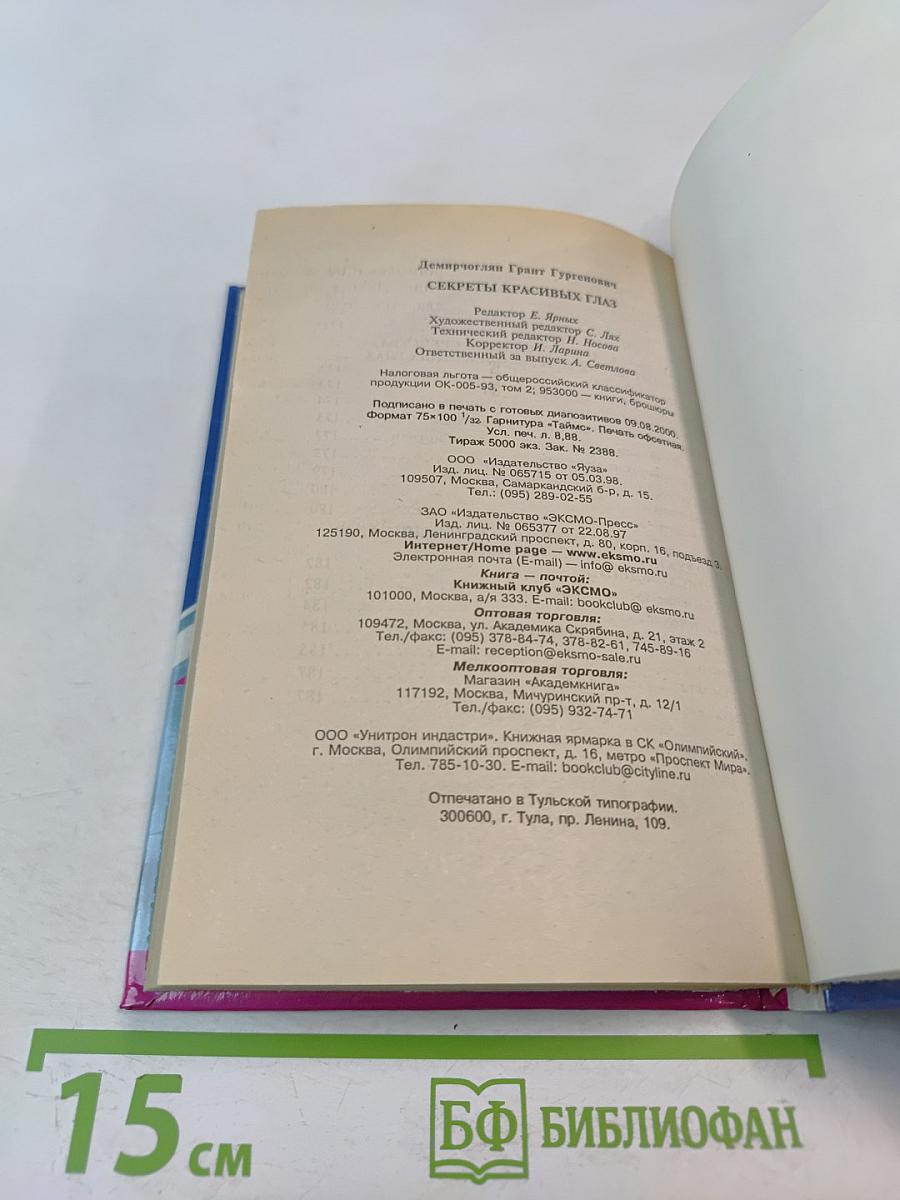 Демирчоглян Грант Гургенович
СЕКРЕТЫ КРАСИВЫХ ГЛАЗ
Редактор Е. Ярных
Художественный редактор С. Лях
Технический редактор Н. Носова
Корректор И. Ларина
Ответственный за выпуск А. Светлова
Налоговая льгота — общероссийский классификатор
продукции ОК-005-93, том 2; 953000 — книги, брошюры
Подписано в печать с готовых диапозитивов 09.08.2000.
Формат 75×100 1/32. Гарнитура «Таймс». Печать офсетная.
Усл. печ. л. 8,88.
Тираж 5000 экз. Зак. № 2388.
ООО «Издательство «Яуза»
Изд. лиц. № 065715 от 05.03.98.
109507, Москва, Самаркандский б-р, д. 15.
Тел.: (095) 289-02-55
ЗАО «Издательство «ЭКСМО-Пресс»
Изд. лиц. № 065377 от 22.08.97
125190, Москва, Ленинградский проспект, д. 80, корп. 16, подъезд 3.
Интернет/Home page — www.eksmo.ru
Электронная почта (E-mail) — info@ eksmo.ru
Книга — почтой:
Книжный клуб «ЭКСМО»
101000, Москва, а/я 333. E-mail: bookclub@ eksmo.ru
Оптовая торговля:
109472, Москва, ул. Академика Скрябина, д. 21, этаж 2
Тел./факс: (095) 378-84-74, 378-82-61, 745-89-16
E-mail: reception@eksmo-sale.ru
Мелкооптовая торговля:
Магазин «Академкнига»
117192, Москва, Мичуринский пр-т, д. 12/1
Тел./факс: (095) 932-74-71
ООО «Унитрон индастри». Книжная ярмарка в СК «Олимпийский».
г. Москва, Олимпийский проспект, д. 16, метро «Проспект Мира».
Тел. 785-10-30. E-mail: bookclub@cityline.ru
Отпечатано в Тульской типографии.
300600, г. Тула, пр. Ленина, 109.
15 см
БФ БИБЛИОФАН